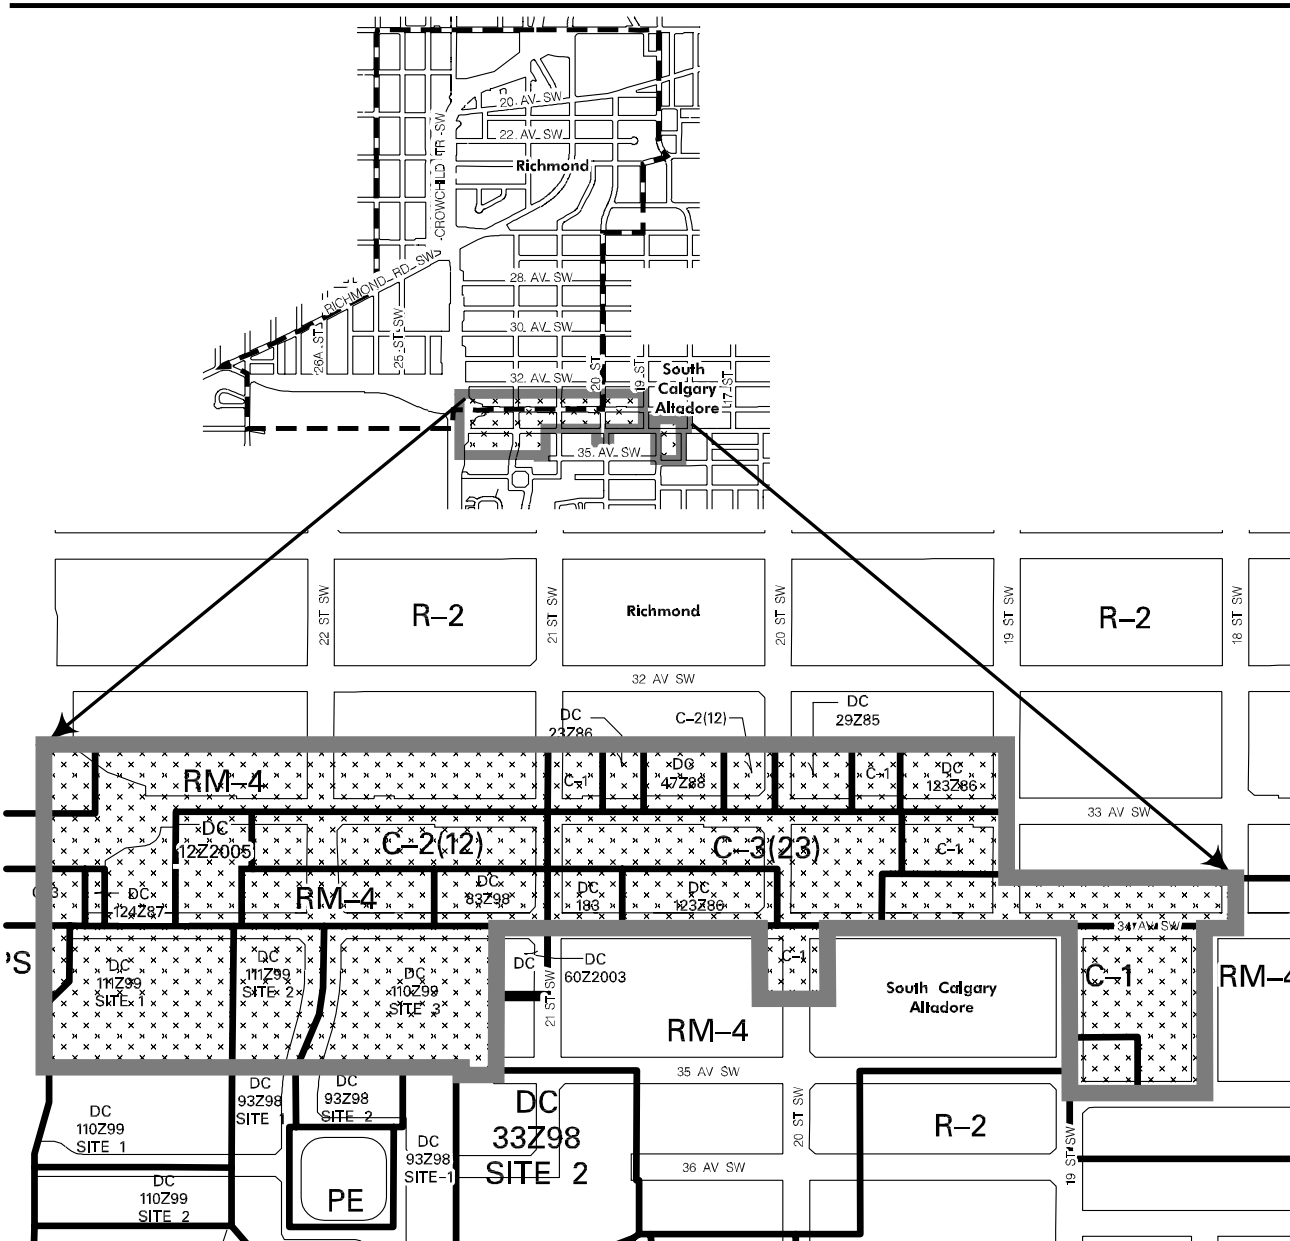 20 AV SW
22 AV SW
Richmond
CROWCHILD TR SW
RICHMOND RD SW
28 AV SW
26A ST
25 ST SW
30 AV SW
32 AV SW
20 ST
19 ST
17 ST
South
Calgary
Altadore
35 AV SW
22 ST SW
R-2
21 ST SW
Richmond
20 ST SW
19 ST SW
R-2
18 ST SW
32 AV SW
DC
23Z86
C-2(12)
DC
29Z85
RM-4
C-1
DC
47Z88
C-1
DC
123Z86
33 AV SW
DC
12Z2005
C-2(12)
C-3(23)
C-1
DC
124Z87
RM-4
DC
83Z98
DC
183
DC
123Z86
34 AV SW
PS
DC
111Z99
SITE 1
DC
111Z99
SITE 2
DC
110Z99
SITE 3
DC
DC
60Z2003
21 ST SW
C-1
South Calgary
Altadore
C-1
RM-4
RM-4
35 AV SW
DC
110Z99
SITE 1
DC
93Z98
SITE 1
DC
93Z98
SITE 2
DC
93Z98
SITE-1
DC
33Z98
SITE 2
20 ST SW
R-2
36 AV SW
19 ST SW
DC
110Z99
SITE 2
PE